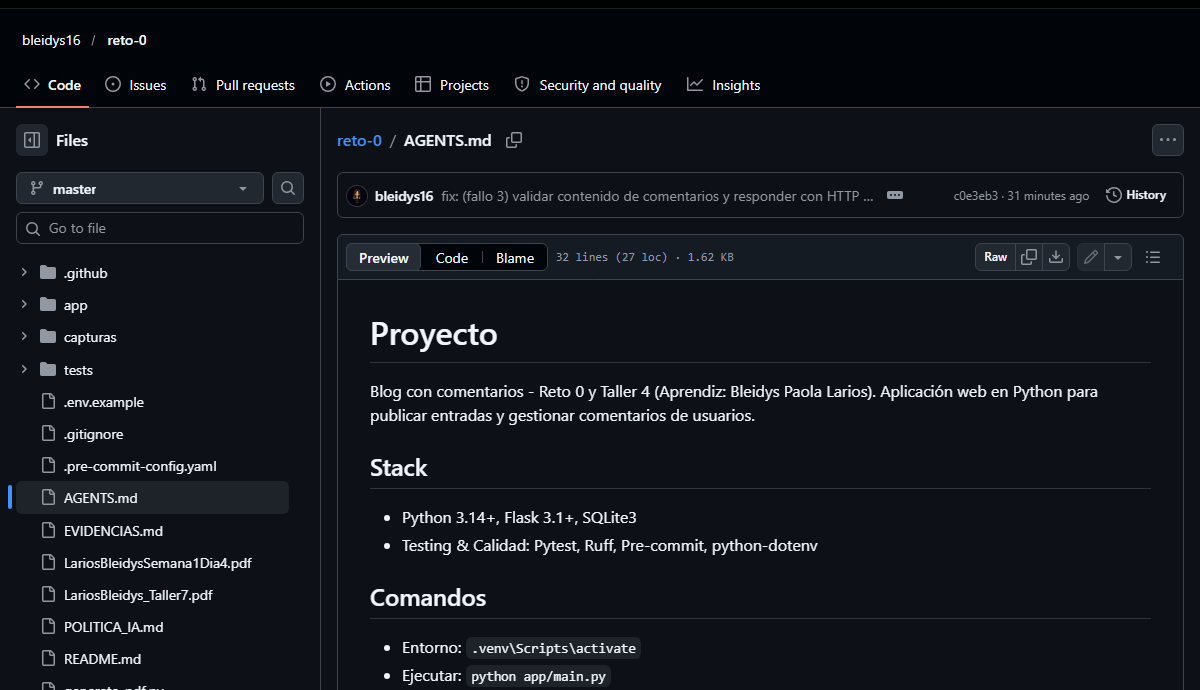 bleidys16 / reto-0
Code Issues Pull requests Actions Projects Security and quality Insights
Files
master
Go to file
.github
app
capturas
tests
.env.example
.gitignore
.pre-commit-config.yaml
AGENTS.md
EVIDENCIAS.md
LariosBleidysSemana1Dia4.pdf
LariosBleidys_Taller7.pdf
POLITICA_IA.md
README.md
reto-0 / AGENTS.md
bleidys16 fix: (fallo 3) validar contenido de comentarios y responder con HTTP ... c0e3eb3 · 31 minutes ago History
Preview Code Blame 32 lines (27 loc) · 1.62 KB Raw
Proyecto
Blog con comentarios - Reto 0 y Taller 4 (Aprendiz: Bleidys Paola Larios). Aplicación web en Python para
publicar entradas y gestionar comentarios de usuarios.
Stack
• Python 3.14+, Flask 3.1+, SQLite3
• Testing & Calidad: Pytest, Ruff, Pre-commit, python-dotenv
Comandos
• Entorno: .venv\Scripts\activate
• Ejecutar: python app/main.py